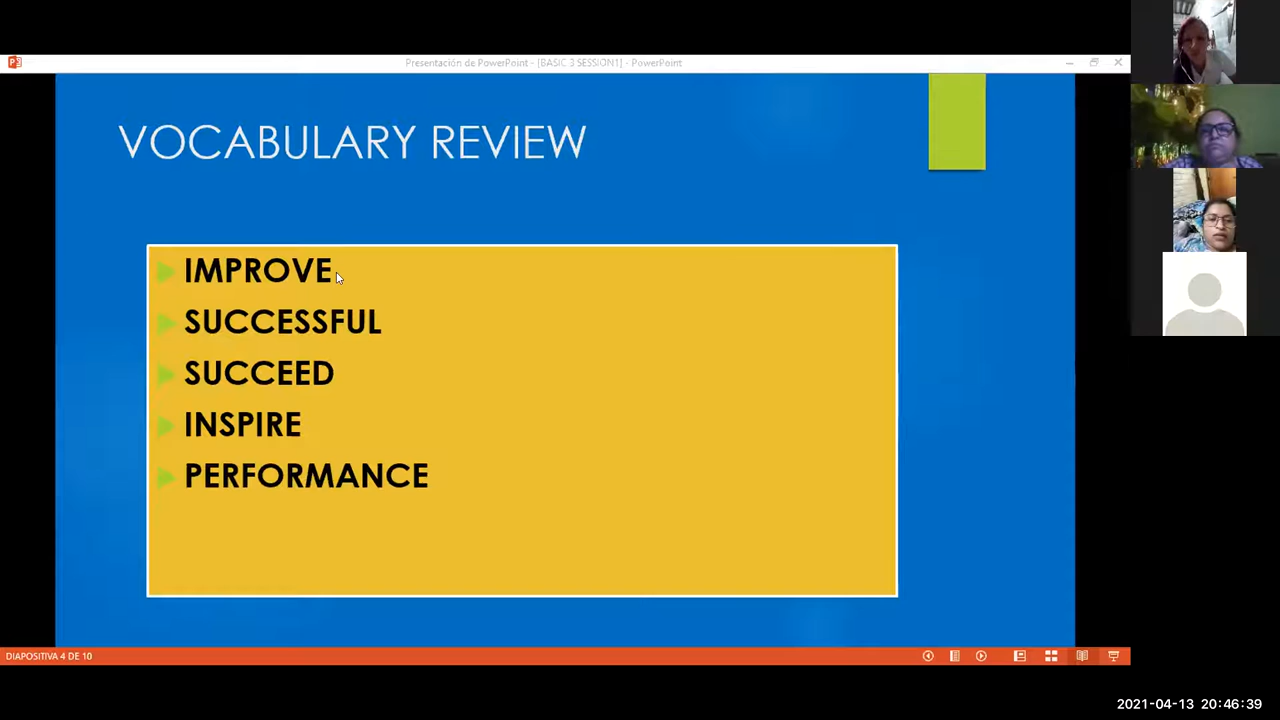 Presentación de PowerPoint - [BASIC 3 SESSION1] - PowerPoint
VOCABULARY REVIEW
IMPROVE
SUCCESSFUL
SUCCEED
INSPIRE
PERFORMANCE
DIAPOSITIVA 4 DE 10
2021-04-13 20:46:39